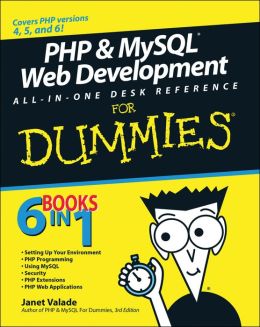 Covers PHP versions
4, 5, and 6!
PHP & MySQL®
Web Development
ALL-IN-ONE DESK REFERENCE
FOR
DUMMIES®
6 BOOKS
IN 1
• Setting Up Your Environment
• PHP Programming
• Using MySQL
• Security
• PHP Extensions
• PHP Web Applications
Janet Valade
Author of PHP & MySQL For Dummies, 3rd Edition